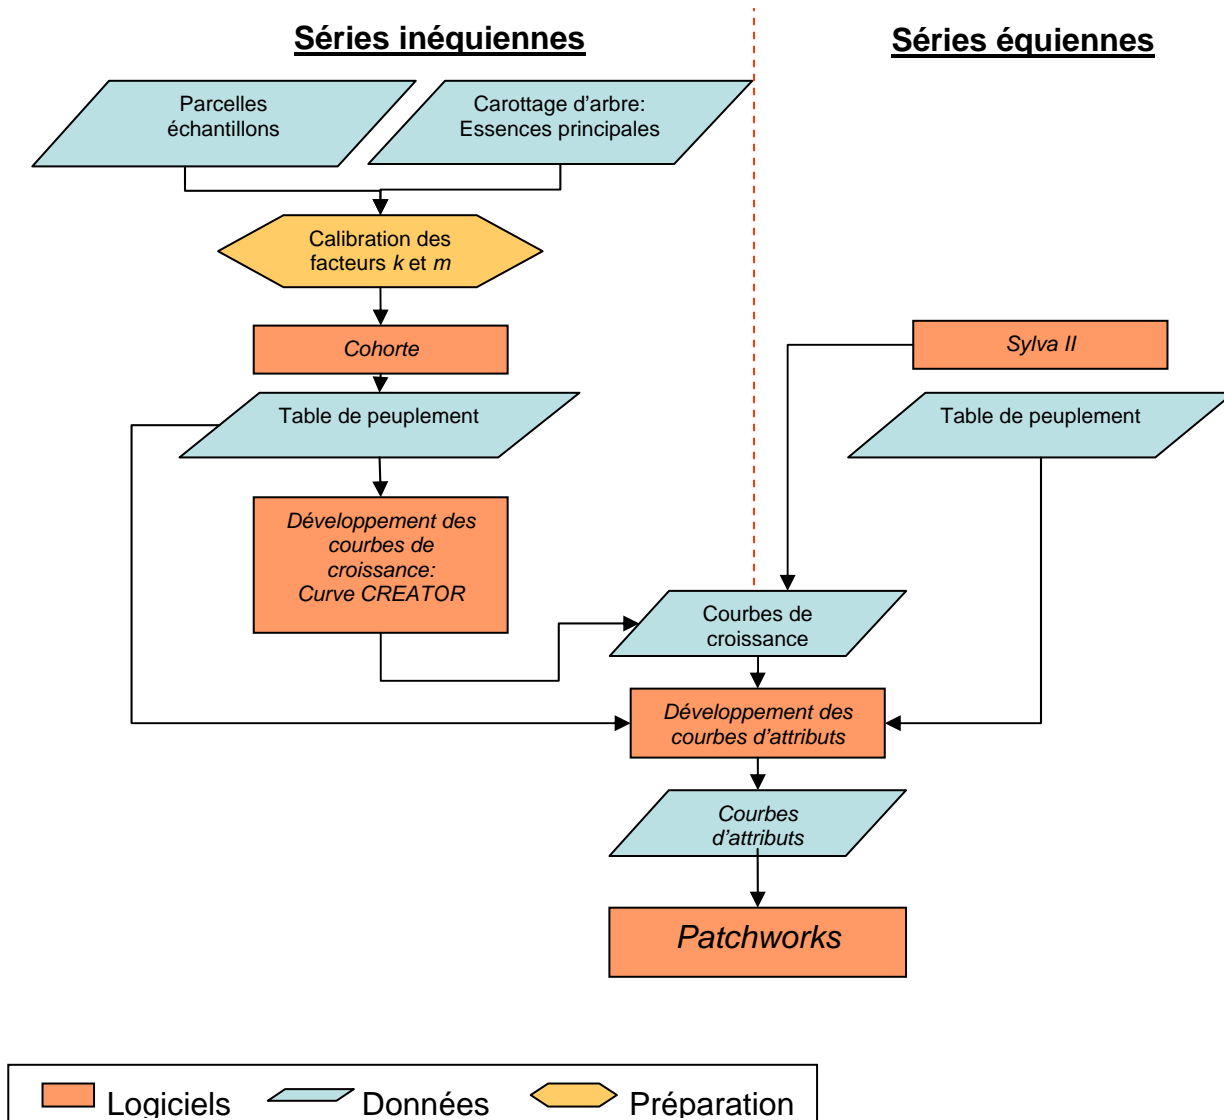 Séries inéquiennes
Séries équiennes
Parcelles
échantillons
Carottage d’arbre:
Essences principales
Calibration des
facteurs k et m
Cohorte
Sylva II
Table de peuplement
Table de peuplement
Développement des
courbes de
croissance:
Curve CREATOR
Courbes de
croissance
Développement des
courbes d’attributs
Courbes
d’attributs
Patchworks
Logiciels
Données
Préparation